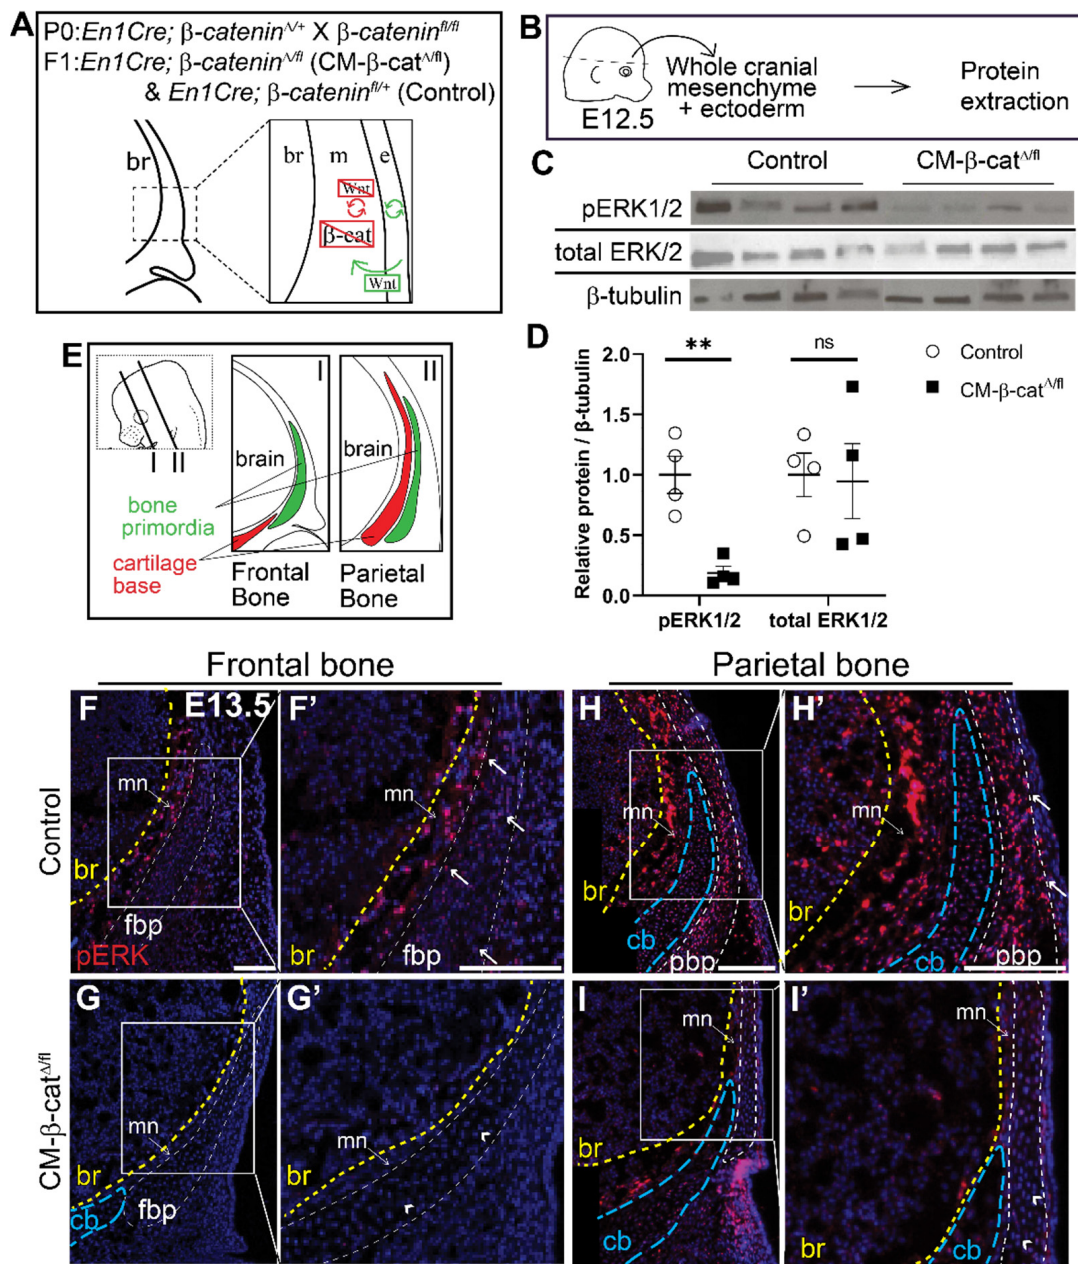 A
P0:En1Cre; β-catenin^Δ/+ X β-catenin^fl/fl
F1:En1Cre; β-catenin^Δ/fl (CM-β-cat^Δ/fl)
& En1Cre; β-catenin^fl/+ (Control)
br
br m e
Wnt
β-cat
Wnt
B
E12.5
Whole cranial
mesenchyme
+ ectoderm
Protein
extraction
C
Control CM-β-cat^Δ/fl
pERK1/2
total ERK/2
β-tubulin
D
** ns
Control
CM-β-cat^Δ/fl
Relative protein / β-tubulin
2.0
1.5
1.0
0.5
0.0
pERK1/2 total ERK1/2
E
I II
I
II
brain
brain
bone
primordia
cartilage
base
Frontal
Bone
Parietal
Bone
Frontal bone Parietal bone
Control
F E13.5
mn
br
fbp
pERK
F'
mn
br
fbp
H
mn
br
cb
pbp
H'
mn
br
cb
pbp
CM-β-cat^Δ/fl
G
mn
br
cb
fbp
G'
mn
br
I
mn
br
cb
I'
mn
br
cb